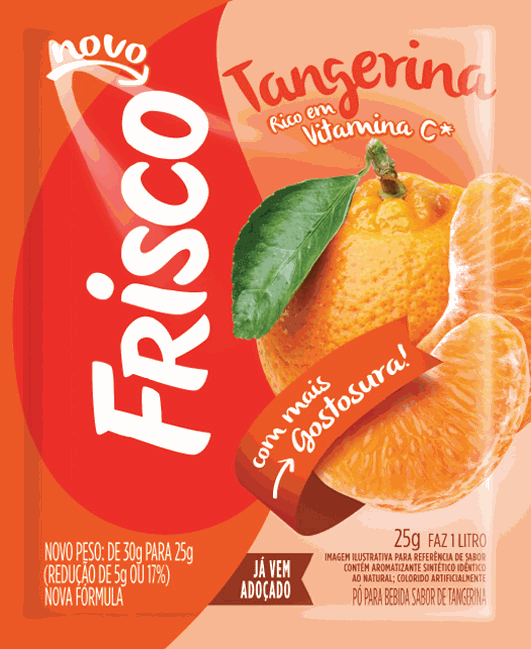 novo
Frisco
Tangerina
Rico em
Vitamina C*
com mais
Gostosura!
NOVO PESO: DE 30g PARA 25g
(REDUÇÃO DE 5g OU 17%)
NOVA FÓRMULA
JÁ VEM
ADOÇADO
25g FAZ 1 LITRO
IMAGEM ILUSTRATIVA PARA REFERÊNCIA DE SABOR
CONTÉM AROMATIZANTE SINTÉTICO IDÊNTICO
AO NATURAL; COLORIDO ARTIFICIALMENTE
PÓ PARA BEBIDA SABOR DE TANGERINA